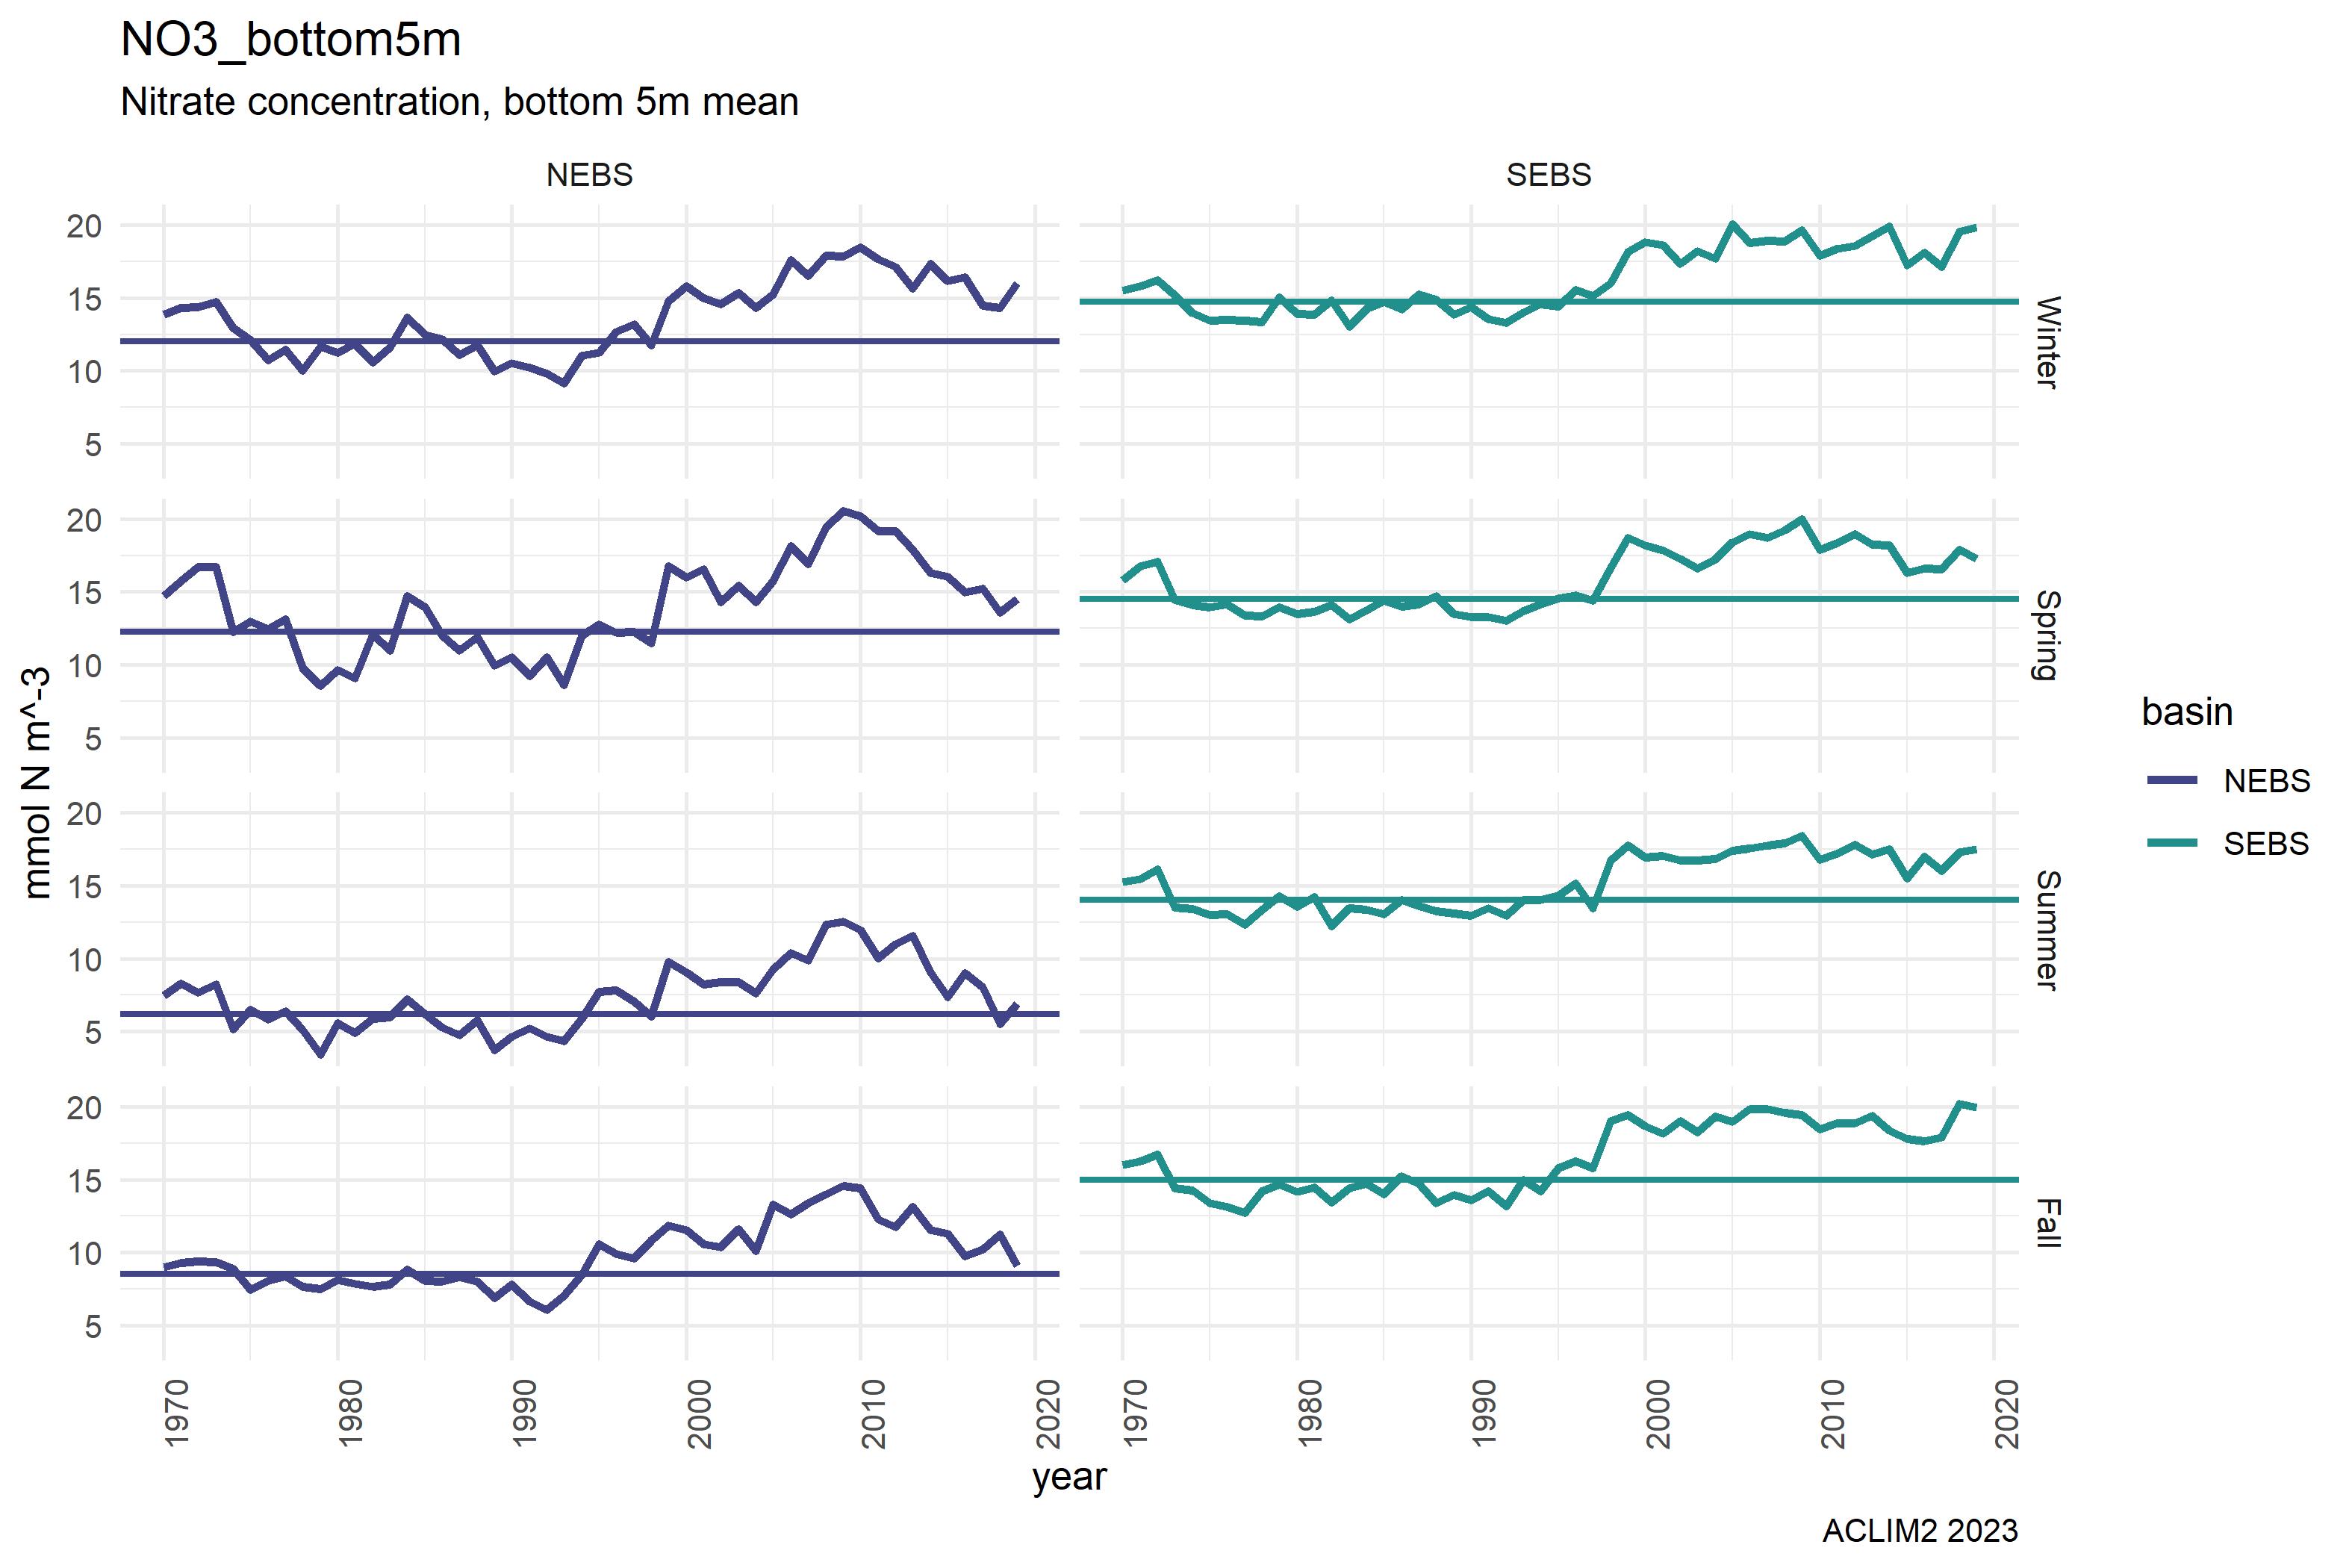 NO3_bottom5m
Nitrate concentration, bottom 5m mean
NEBS
SEBS
20
15
10
5
Winter
20
15
10
5
Spring
20
15
10
5
Summer
20
15
10
5
Fall
mmol N m^-3
1970 1980 1990 2000 2010 2020
1970 1980 1990 2000 2010 2020
year
basin
NEBS
SEBS
ACLIM2 2023